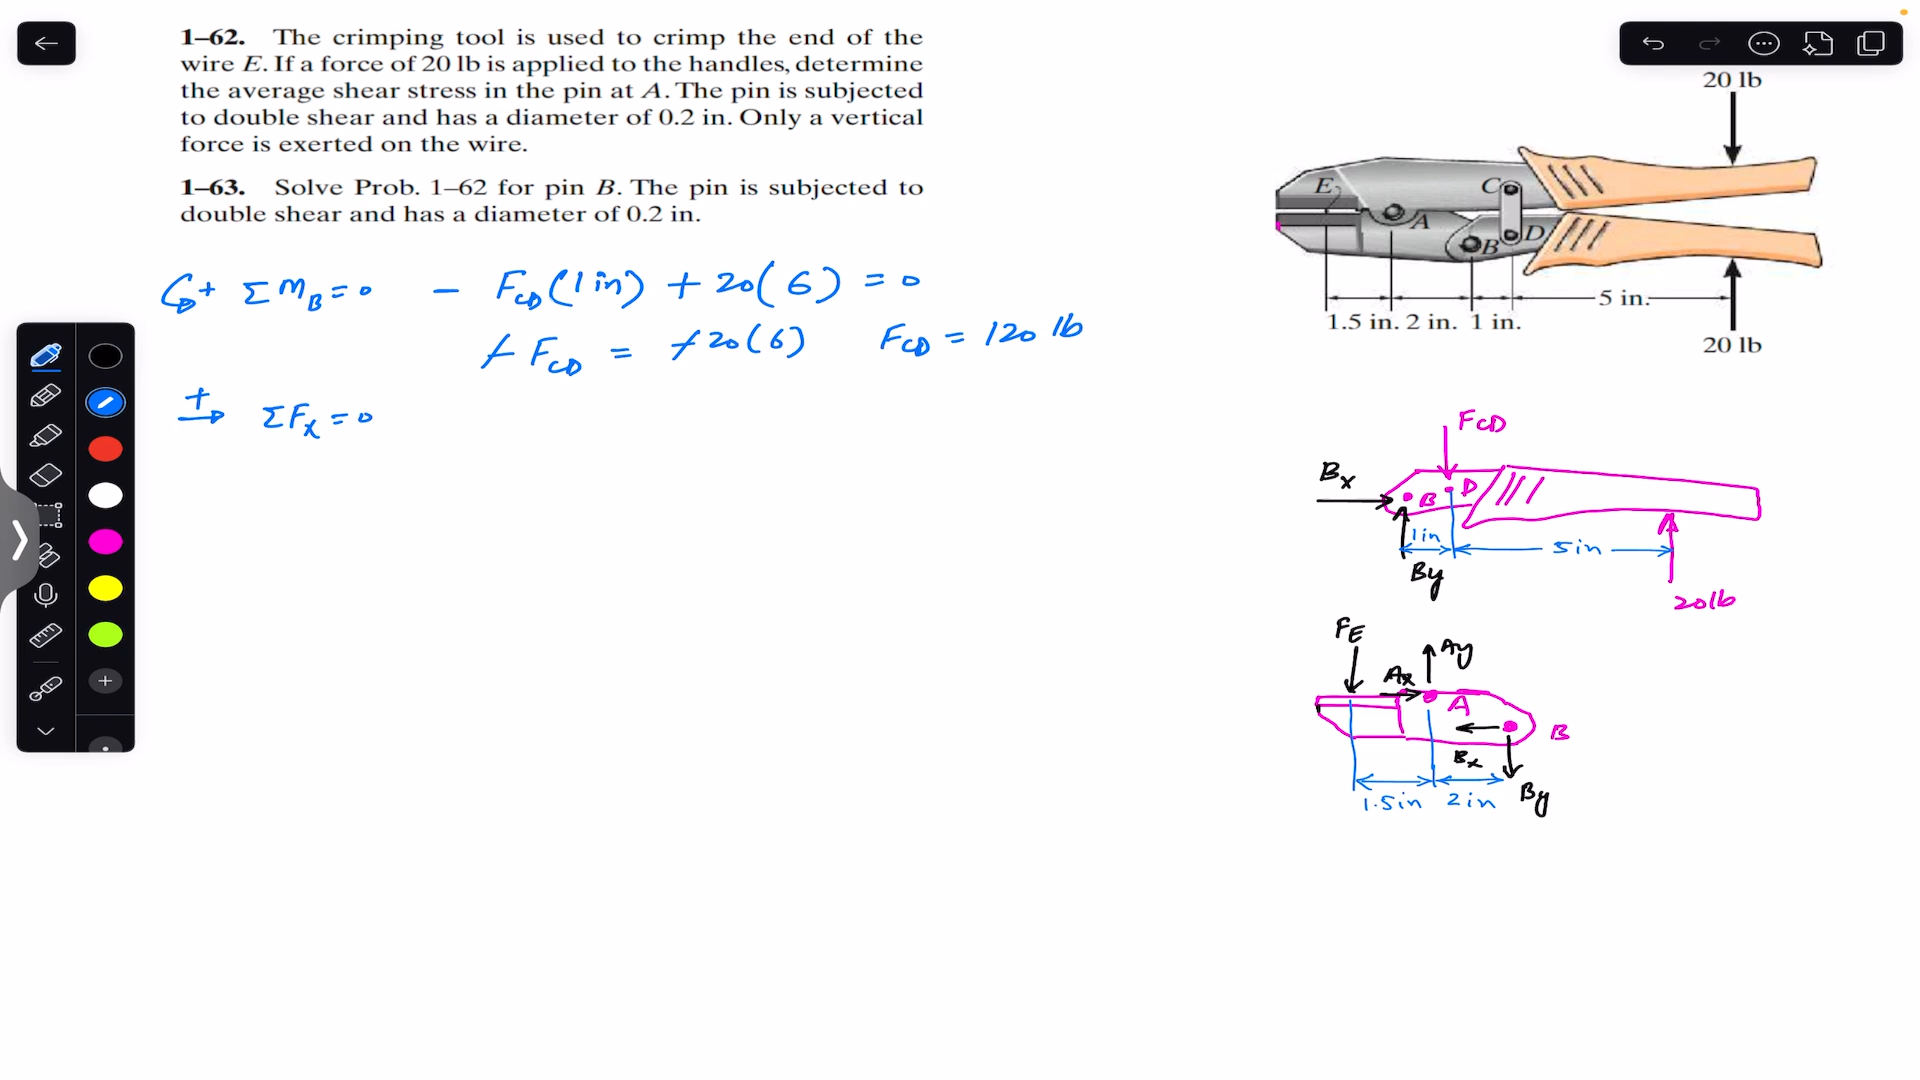 1–62. The crimping tool is used to crimp the end of the
wire E. If a force of 20 lb is applied to the handles, determine
the average shear stress in the pin at A. The pin is subjected
to double shear and has a diameter of 0.2 in. Only a vertical
force is exerted on the wire.
1–63. Solve Prob. 1–62 for pin B. The pin is subjected to
double shear and has a diameter of 0.2 in.
+ ΣM_B = 0 - F_CD (1 in) + 20(6) = 0
- F_CD = -20(6) F_CD = 120 lb
+ ΣF_x = 0
20 lb
E
C
A
B
D
5 in.
1.5 in. 2 in. 1 in.
20 lb
F_CD
B_x
B D
1 in
5 in
By
20 lb
F_E
Ay
Ax
A
B
Bx
By
1.5 in 2 in